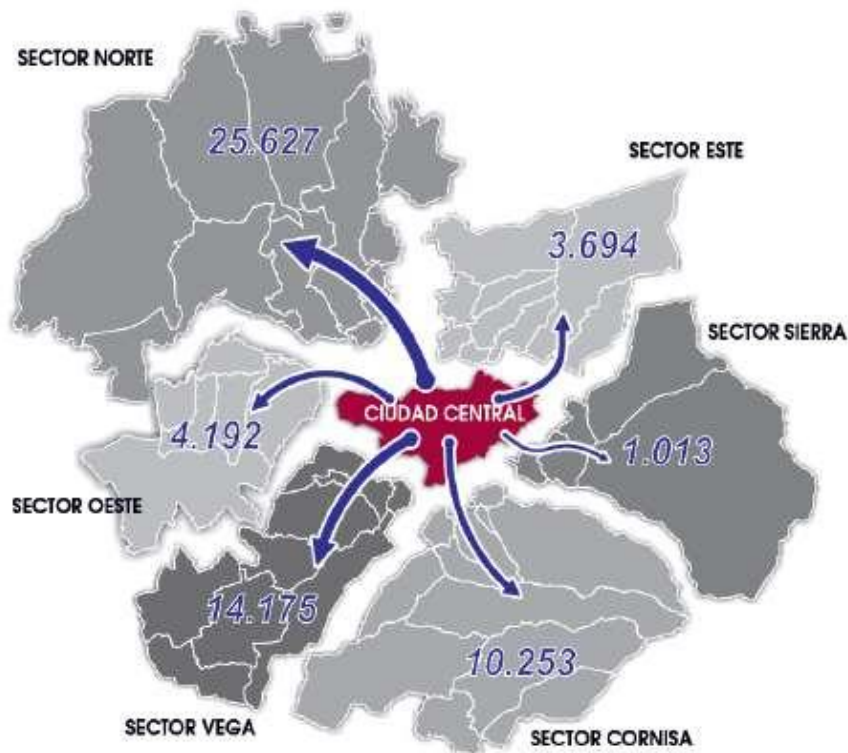 SECTOR NORTE
25.627
SECTOR ESTE
3.694
SECTOR SIERRA
CIUDAD CENTRAL
4.192
1.013
SECTOR OESTE
14.175
10.253
SECTOR VEGA
SECTOR CORNISA